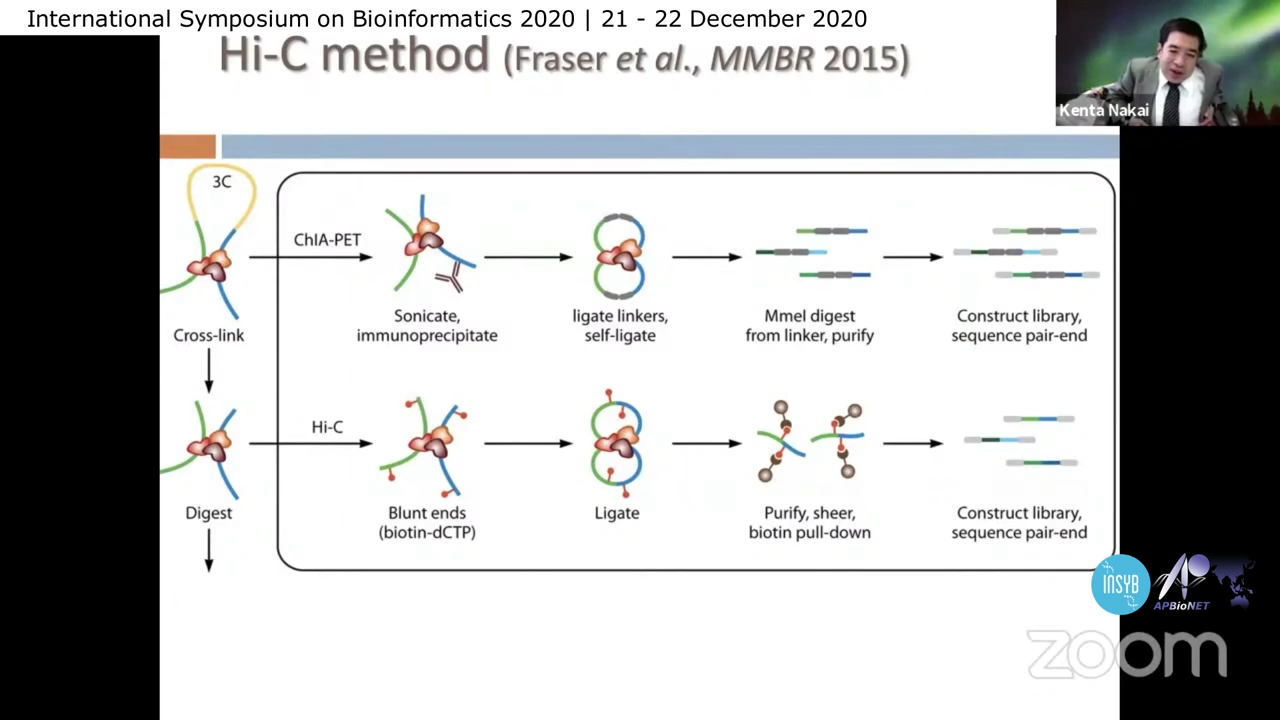 International Symposium on Bioinformatics 2020 | 21 - 22 December 2020
Hi-C method (Fraser et al., MMBR 2015)
Kenta Nakai
3C
ChIA-PET
Cross-link
Sonicate,
immunoprecipitate
ligate linkers,
self-ligate
MmeI digest
from linker, purify
Construct library,
sequence pair-end
Hi-C
Digest
Blunt ends
(biotin-dCTP)
Ligate
Purify, sheer,
biotin pull-down
Construct library,
sequence pair-end
INSYB
APBioNET
zoom